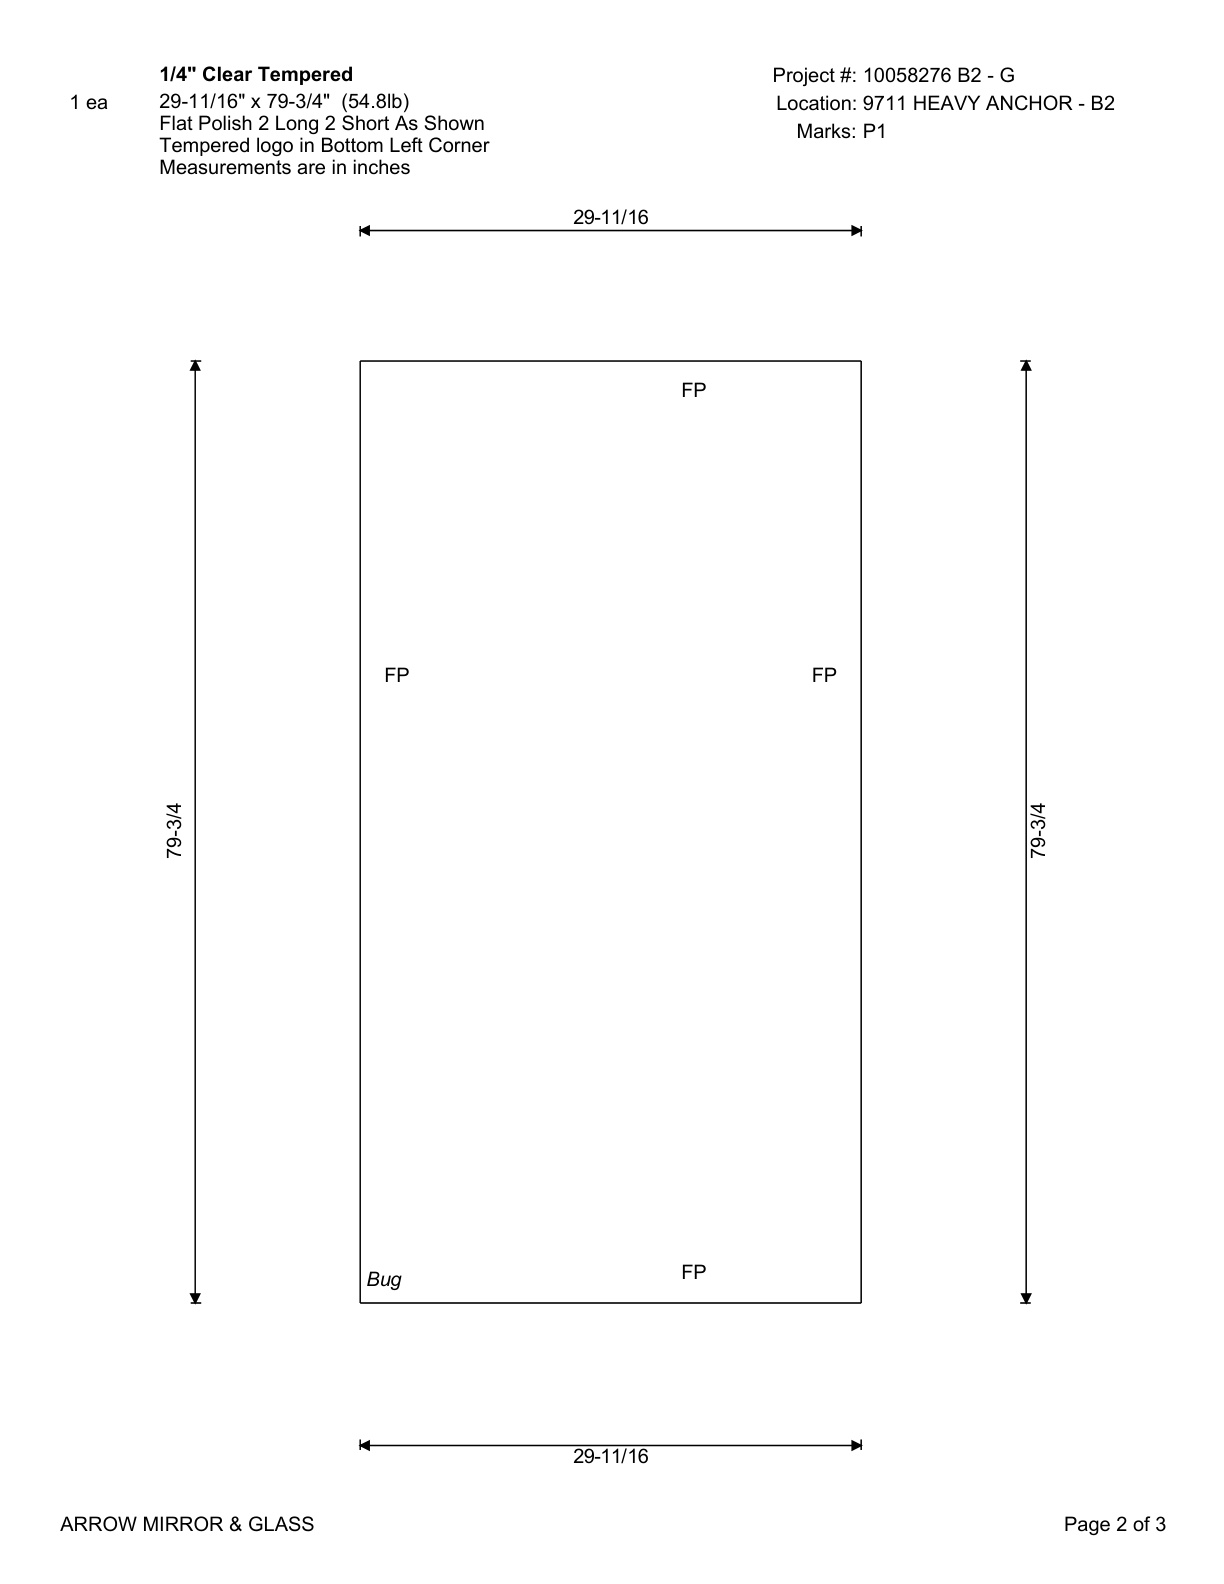 1/4" Clear Tempered
1 ea
29-11/16" x 79-3/4" (54.8lb)
Flat Polish 2 Long 2 Short As Shown
Tempered logo in Bottom Left Corner
Measurements are in inches
Project #: 10058276 B2 - G
Location: 9711 HEAVY ANCHOR - B2
Marks: P1
29-11/16
FP
FP
FP
79-3/4
79-3/4
Bug
FP
29-11/16
ARROW MIRROR & GLASS
Page 2 of 3